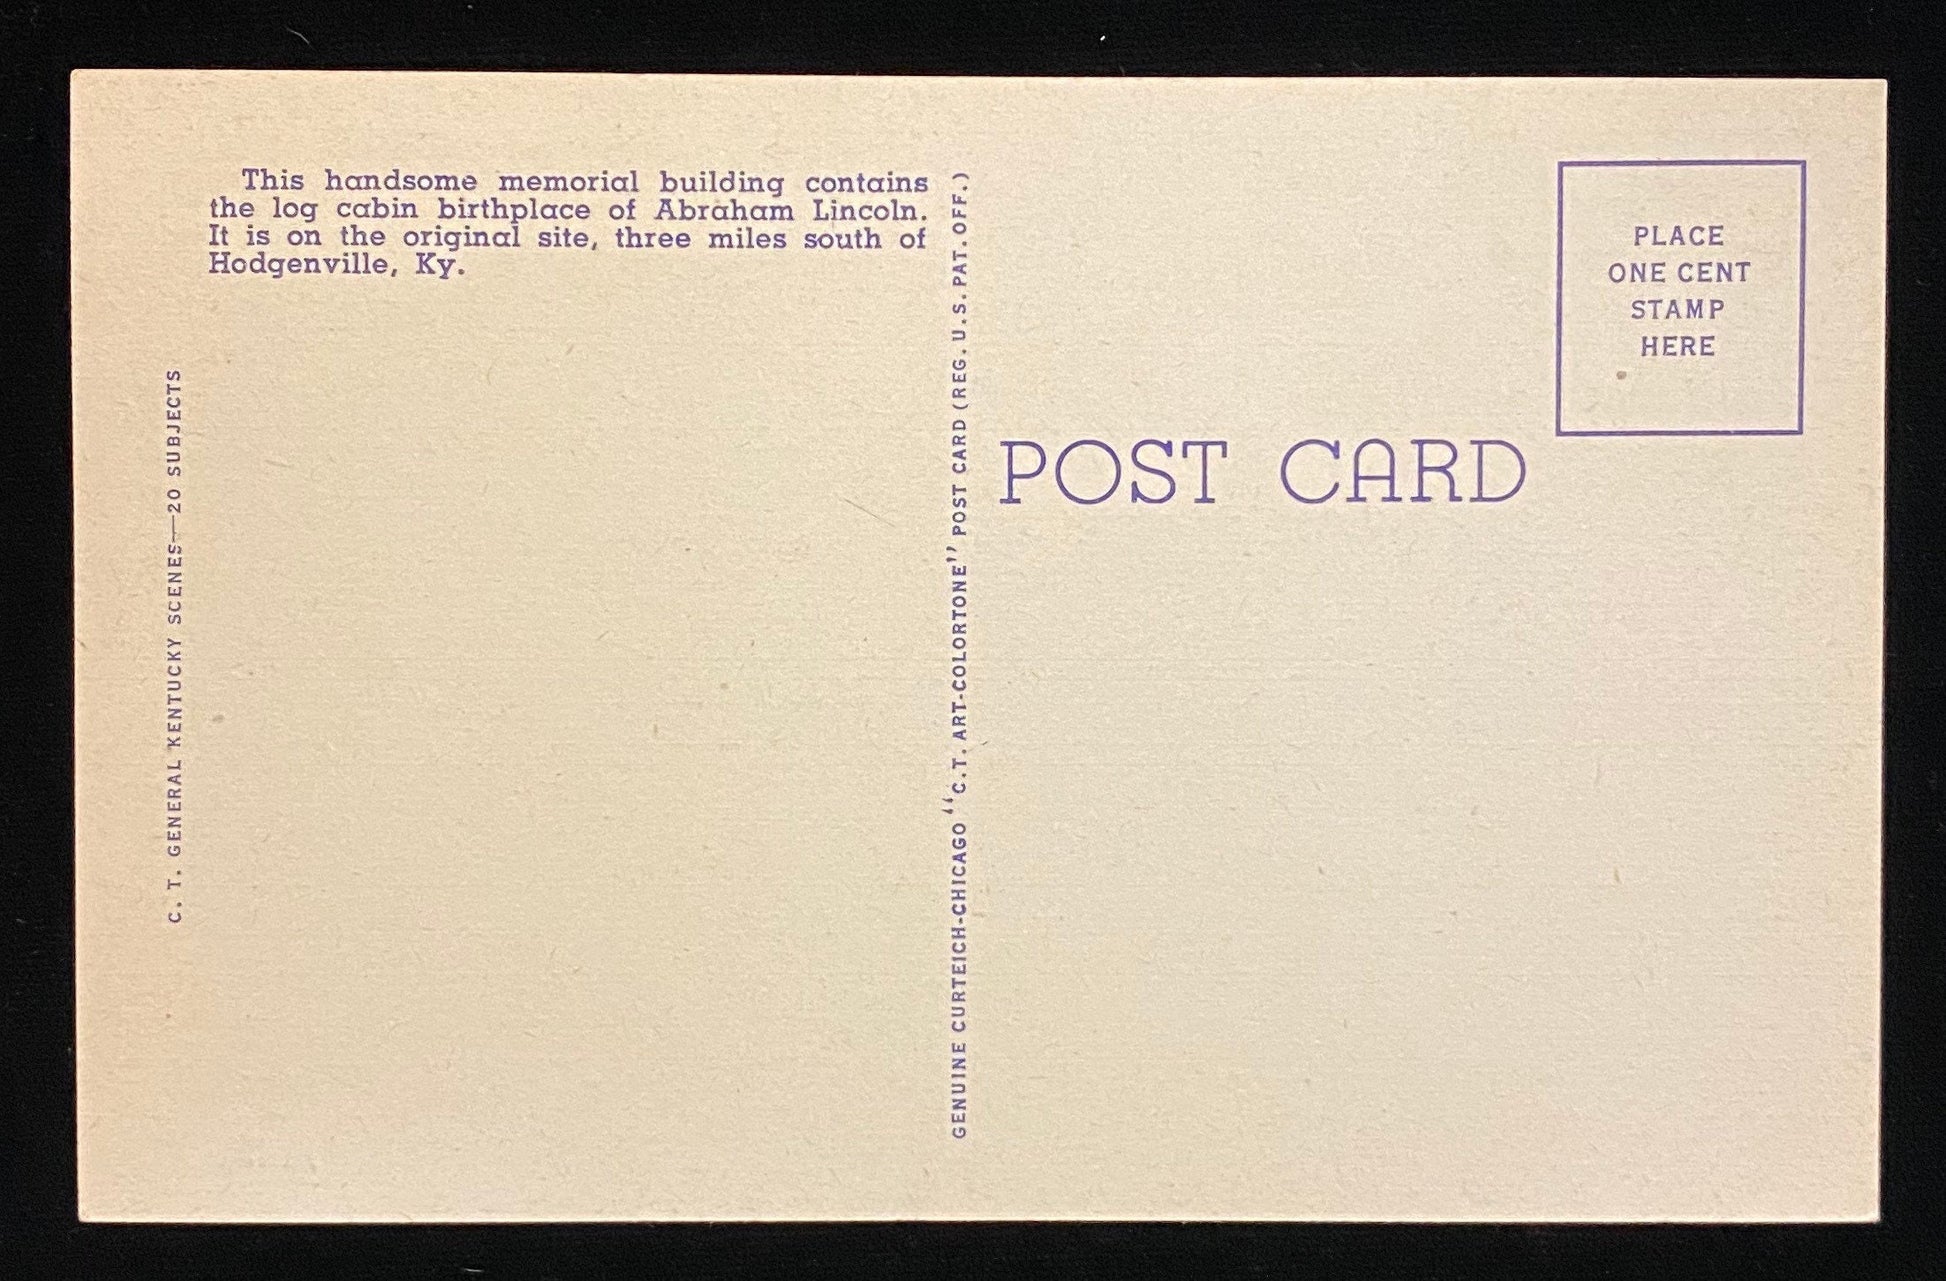 This handsome memorial building contains
the log cabin birthplace of Abraham Lincoln.
It is on the original site, three miles south of
Hodgenville, Ky.
C. T. GENERAL KENTUCKY SCENES—20 SUBJECTS
GENUINE CURTEICH-CHICAGO "C.T. ART-COLORTONE" POST CARD (REG. U.S. PAT. OFF.)
POST CARD
PLACE
ONE CENT
STAMP
HERE